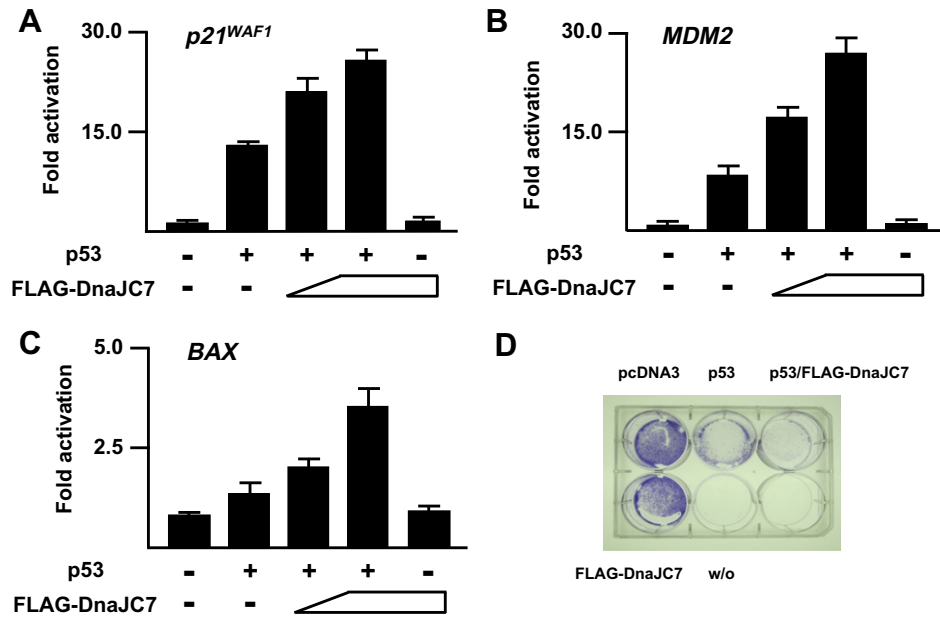 A
p21WAF1
30.0
15.0
Fold activation
p53 - + + + -
FLAG-DnaJC7 - -
B
MDM2
30.0
15.0
Fold activation
p53 - + + + -
FLAG-DnaJC7 - -
C
BAX
5.0
2.5
Fold activation
p53 - + + + -
FLAG-DnaJC7 - -
D
pcDNA3 p53 p53/FLAG-DnaJC7
FLAG-DnaJC7 w/o